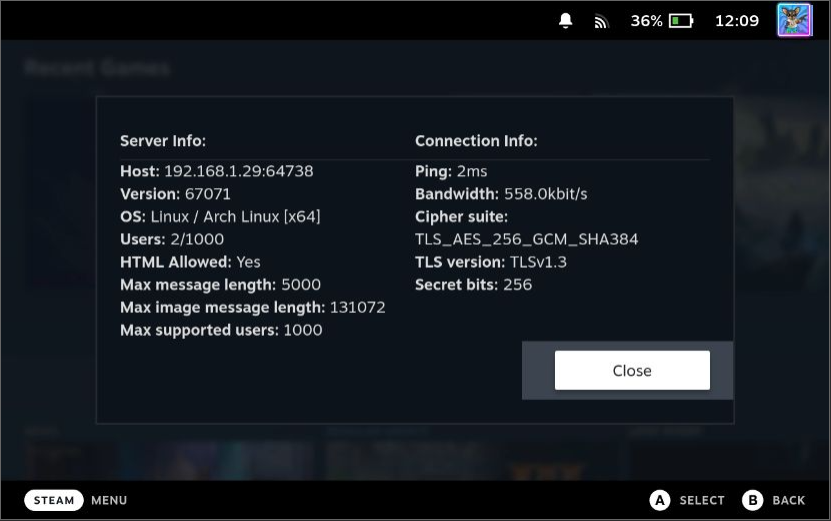 36%
12:09
Recent Games
Server Info:
Host: 192.168.1.29:64738
Version: 67071
OS: Linux / Arch Linux [x64]
Users: 2/1000
HTML Allowed: Yes
Max message length: 5000
Max image message length: 131072
Max supported users: 1000
Connection Info:
Ping: 2ms
Bandwidth: 558.0kbit/s
Cipher suite:
TLS_AES_256_GCM_SHA384
TLS version: TLSv1.3
Secret bits: 256
Close
STEAM MENU
A SELECT B BACK